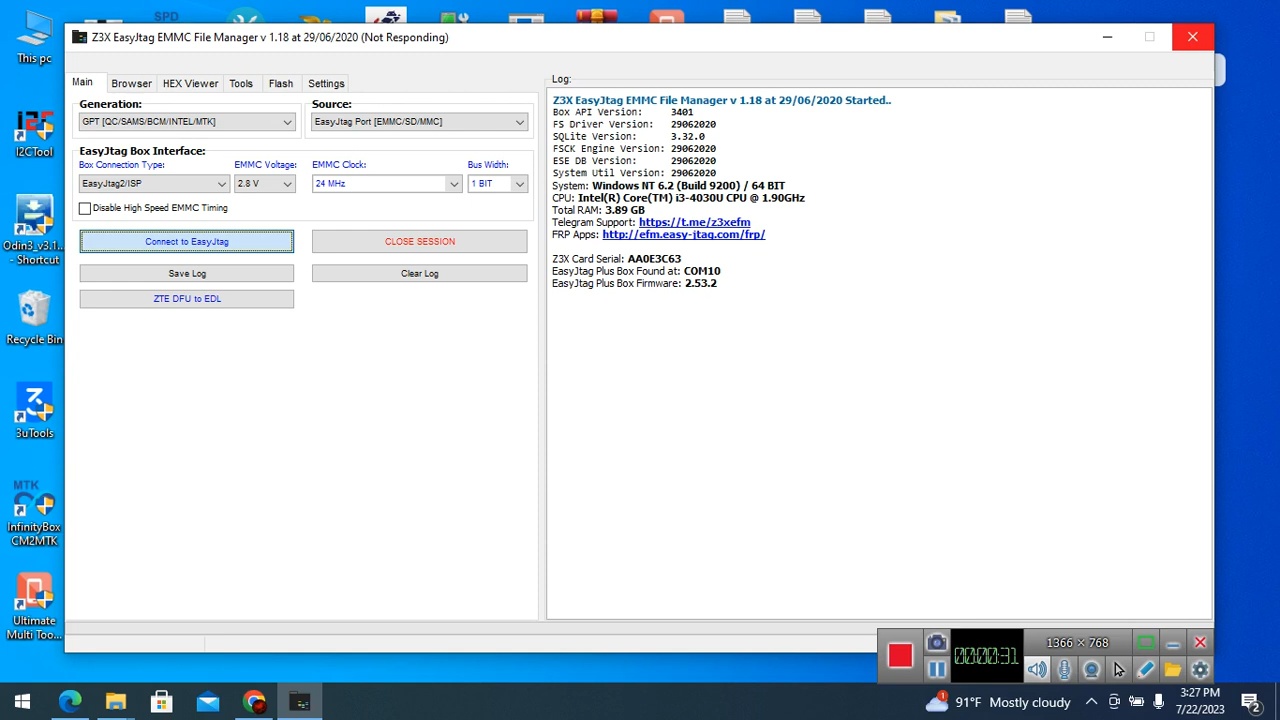 This pc
SPD
Z3X EasyJtag EMMC File Manager v 1.18 at 29/06/2020 (Not Responding)
Main
Browser
HEX Viewer
Tools
Flash
Settings
Generation:
GPT [QC/SAMS/BCM/INTEL/MTK]
Source:
EasyJtag Port [EMMC/SD/MMC]
EasyJtag Box Interface:
Box Connection Type:
EMMC Voltage:
EMMC Clock:
Bus Width:
EasyJtag2/ISP
2.8 V
24 MHz
1 BIT
Disable High Speed EMMC Timing
Connect to EasyJtag
CLOSE SESSION
Save Log
Clear Log
ZTE DFU to EDL
Log:
Z3X EasyJtag EMMC File Manager v 1.18 at 29/06/2020 Started..
Box API Version: 3401
FS Driver Version: 29062020
SQLite Version: 3.32.0
FSCK Engine Version: 29062020
ESE DB Version: 29062020
System Util Version: 29062020
System: Windows NT 6.2 (Build 9200) / 64 BIT
CPU: Intel(R) Core(TM) i3-4030U CPU @ 1.90GHz
Total RAM: 3.89 GB
Telegram Support: https://t.me/z3xefm
FRP Apps: http://efm.easy-jtag.com/frp/
Z3X Card Serial: AA0E3C63
EasyJtag Plus Box Found at: COM10
EasyJtag Plus Box Firmware: 2.53.2
I2C
I2CTool
Odin3_v3.1...
- Shortcut
Recycle Bin
3uTools
MTK
InfinityBox
CM2MTK
Ultimate
Multi Too...
00:00:31
1366 × 768
1
91°F Mostly cloudy
3:27 PM
7/22/2023
2